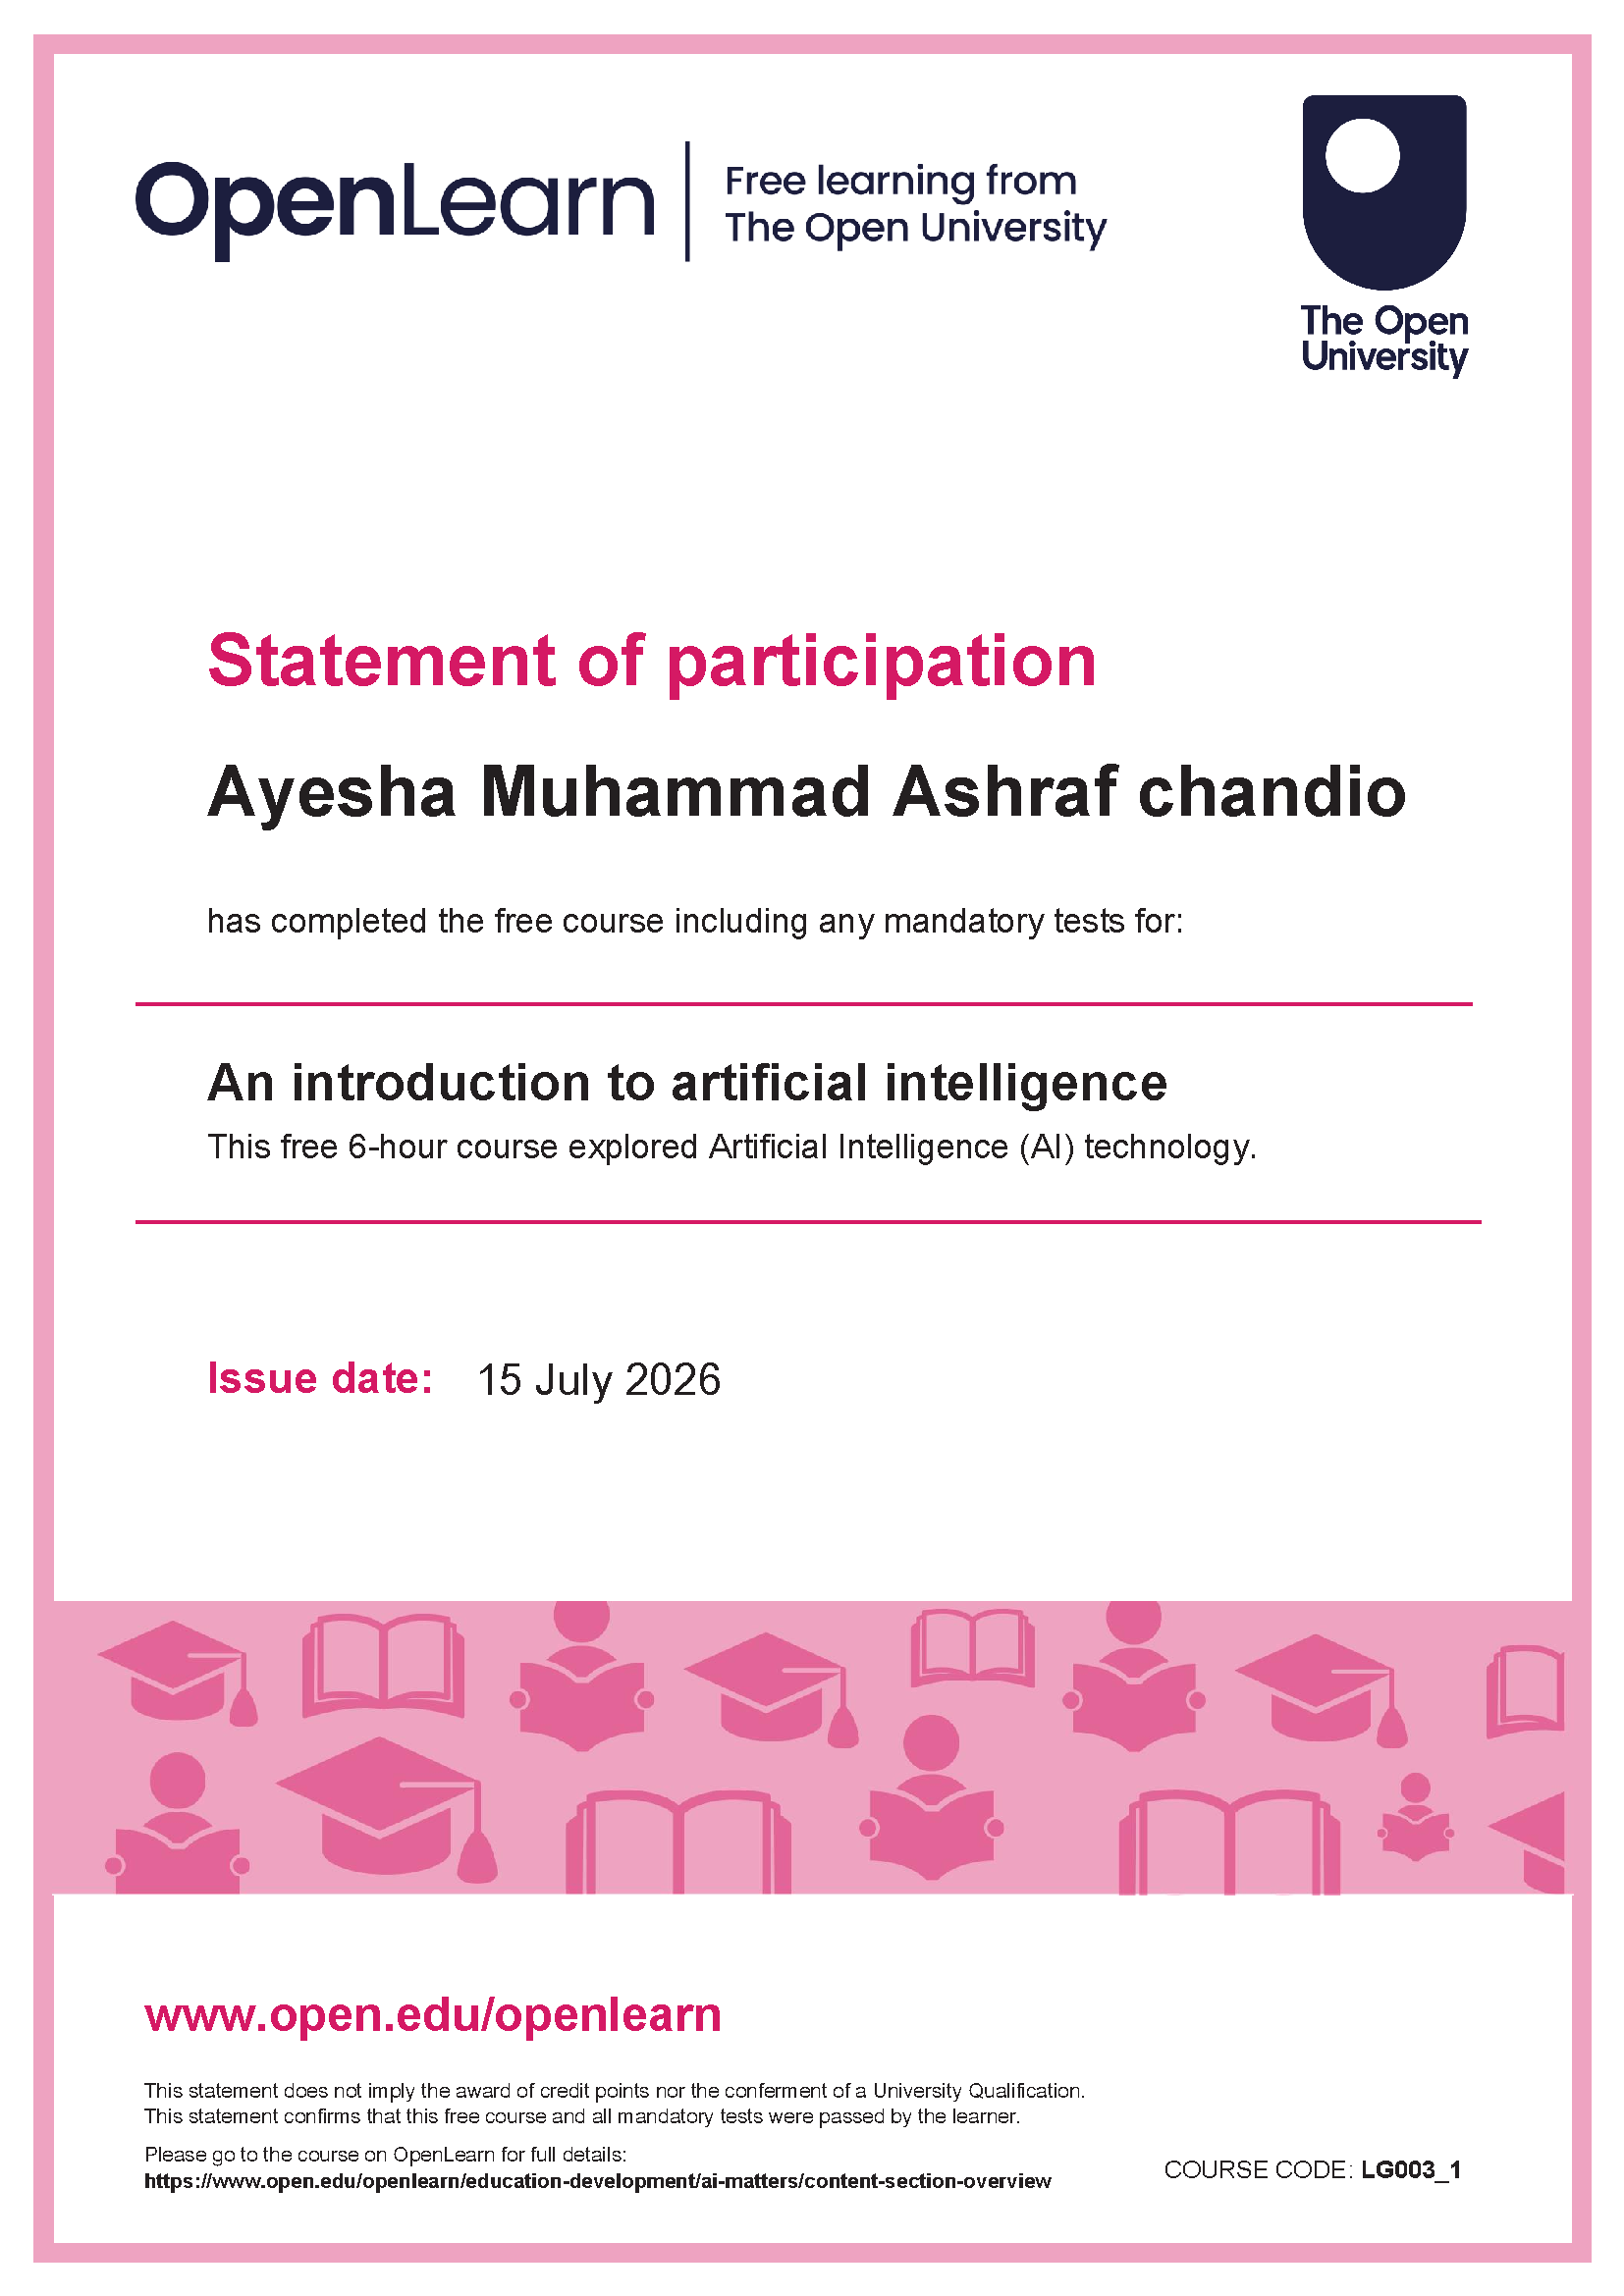 OpenLearn
Free learning from
The Open University
The Open
University
Statement of participation
Ayesha Muhammad Ashraf chandio
has completed the free course including any mandatory tests for:
An introduction to artificial intelligence
This free 6-hour course explored Artificial Intelligence (AI) technology.
Issue date: 15 July 2026
www.open.edu/openlearn
This statement does not imply the award of credit points nor the conferment of a University Qualification.
This statement confirms that this free course and all mandatory tests were passed by the learner.
Please go to the course on OpenLearn for full details:
https://www.open.edu/openlearn/education-development/ai-matters/content-section-overview
COURSE CODE: LG003_1